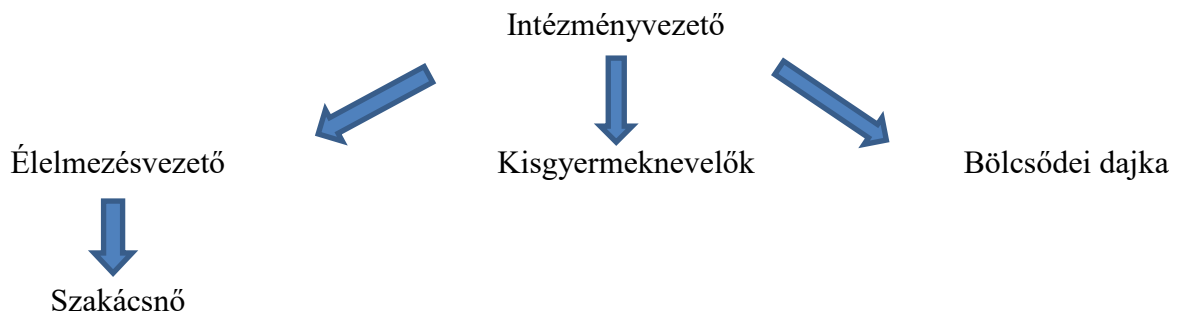 Intézményvezető
Élelmezésvezető Kisgyermeknevelők Bölcsődei dajka
Szakácsnő